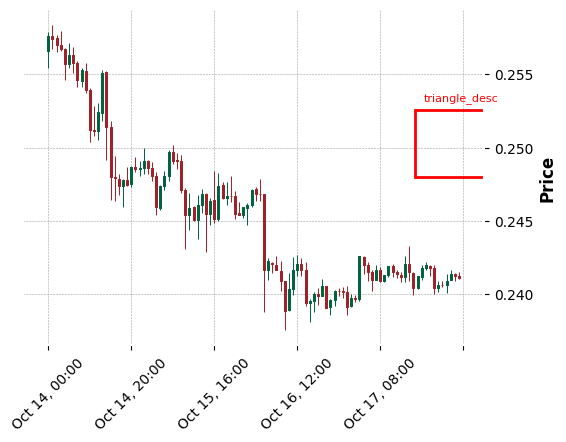 triangle_desc
0.255
0.250
0.245
0.240
Price
Oct 14, 00:00
Oct 14, 20:00
Oct 15, 16:00
Oct 16, 12:00
Oct 17, 08:00